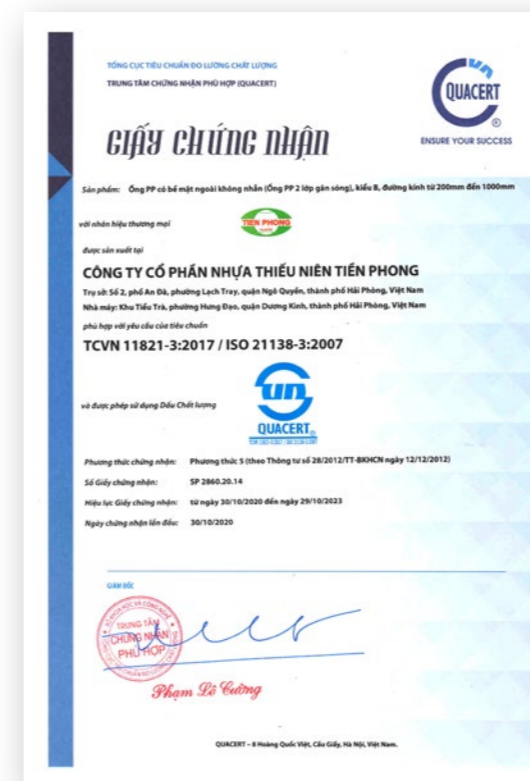 TỔNG CỤC TIÊU CHUẨN ĐO LƯỜNG CHẤT LƯỢNG
TRUNG TÂM CHỨNG NHẬN PHÙ HỢP (QUACERT)
QUACERT
®
ENSURE YOUR SUCCESS
GIẤY CHỨNG NHẬN
Sản phẩm: Ống PP có bề mặt ngoài không nhẵn (Ống PP 2 lớp gân sóng), kiểu B, đường kính từ 200mm đến 1000mm
với nhãn hiệu thương mại
TIEN PHONG
được sản xuất tại
CÔNG TY CỔ PHẦN NHỰA THIẾU NIÊN TIỀN PHONG
Trụ sở: Số 2, phố An Đà, phường Lạch Tray, quận Ngô Quyền, thành phố Hải Phòng, Việt Nam
Nhà máy: Khu Tiểu Trà, phường Hưng Đạo, quận Dương Kinh, thành phố Hải Phòng, Việt Nam
phù hợp với yêu cầu của tiêu chuẩn
TCVN 11821-3:2017 / ISO 21138-3:2007
và được phép sử dụng Dấu Chất lượng
QUACERT®
Phương thức chứng nhận: Phương thức 5 (theo Thông tư số 28/2012/TT-BKHCN ngày 12/12/2012)
Số Giấy chứng nhận: SP 2860.20.14
Hiệu lực Giấy chứng nhận: từ ngày 30/10/2020 đến ngày 29/10/2023
Ngày chứng nhận lần đầu: 30/10/2020
GIÁM ĐỐC
TRUNG TÂM
CHỨNG NHẬN
PHÙ HỢP
Phạm Lê Cường
QUACERT – 8 Hoàng Quốc Việt, Cầu Giấy, Hà Nội, Việt Nam.